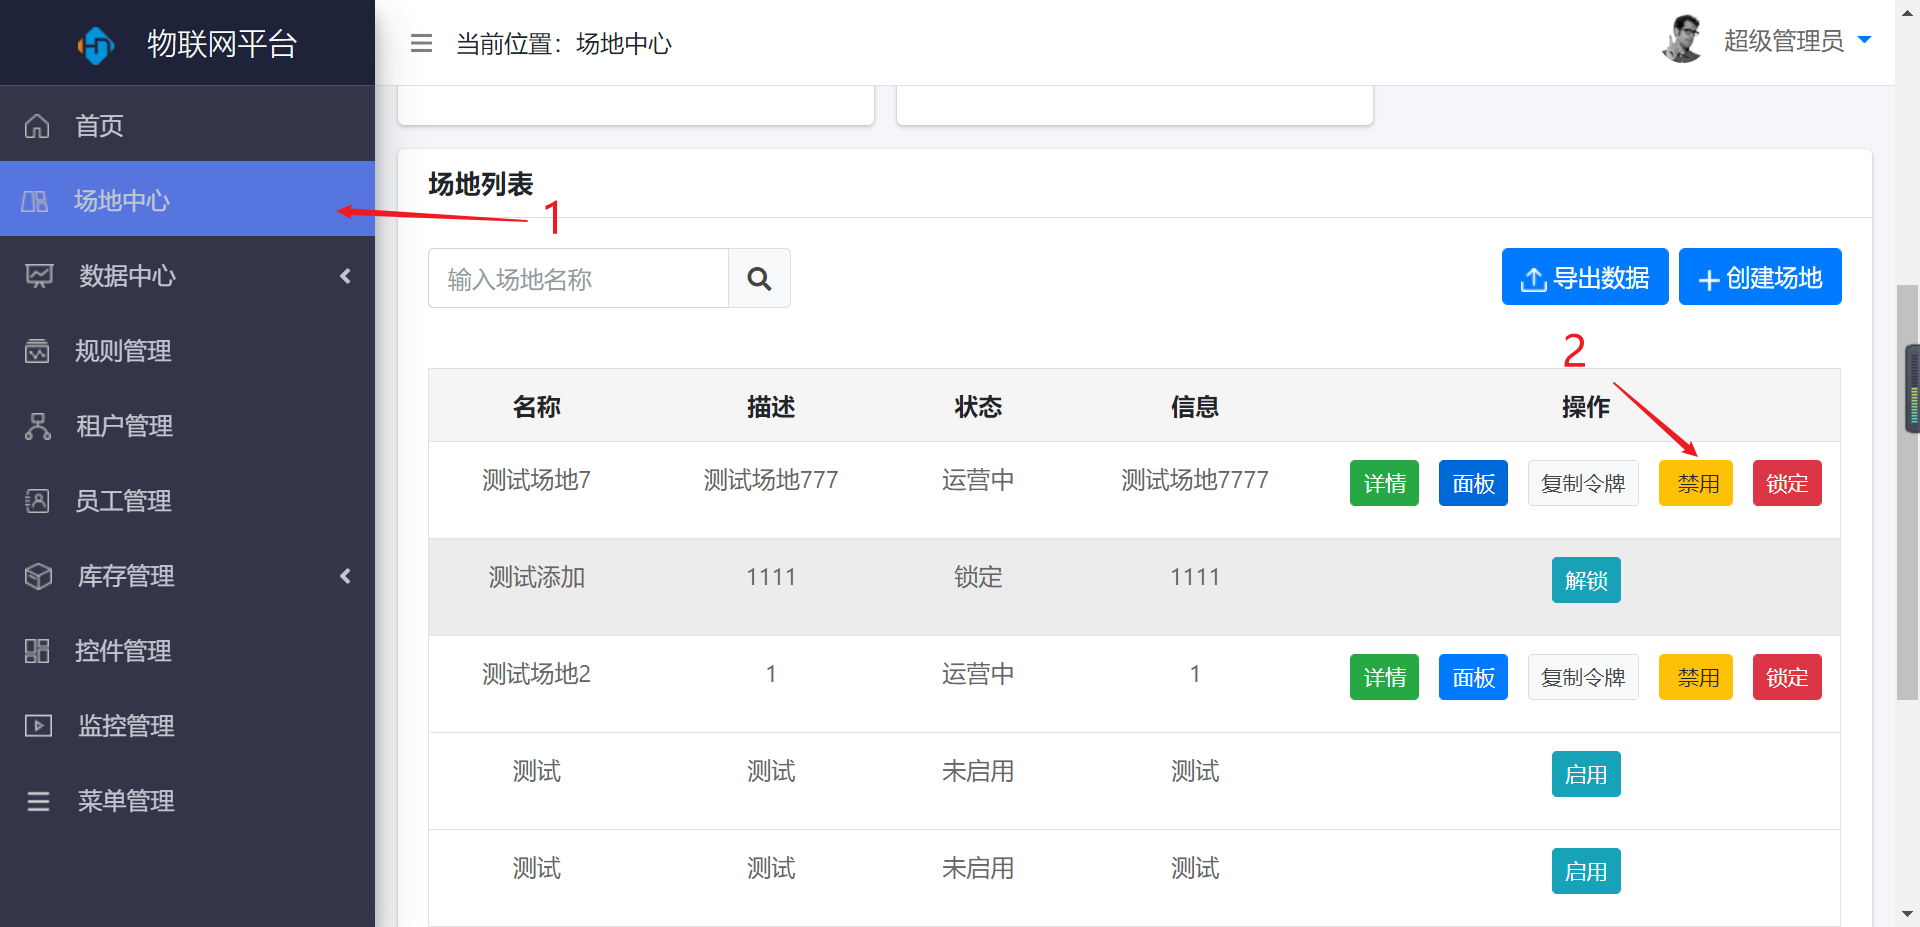 物联网平台
当前位置：场地中心
超级管理员
首页
场地中心
数据中心
规则管理
租户管理
员工管理
库存管理
控件管理
监控管理
菜单管理
场地列表
1
输入场地名称
导出数据
创建场地
2
名称 描述 状态 信息 操作
测试场地7 测试场地777 运营中 测试场地7777 详情 面板 复制令牌 禁用 锁定
测试添加 1111 锁定 1111 解锁
测试场地2 1 运营中 1 详情 面板 复制令牌 禁用 锁定
测试 测试 未启用 测试 启用
测试 测试 未启用 测试 启用